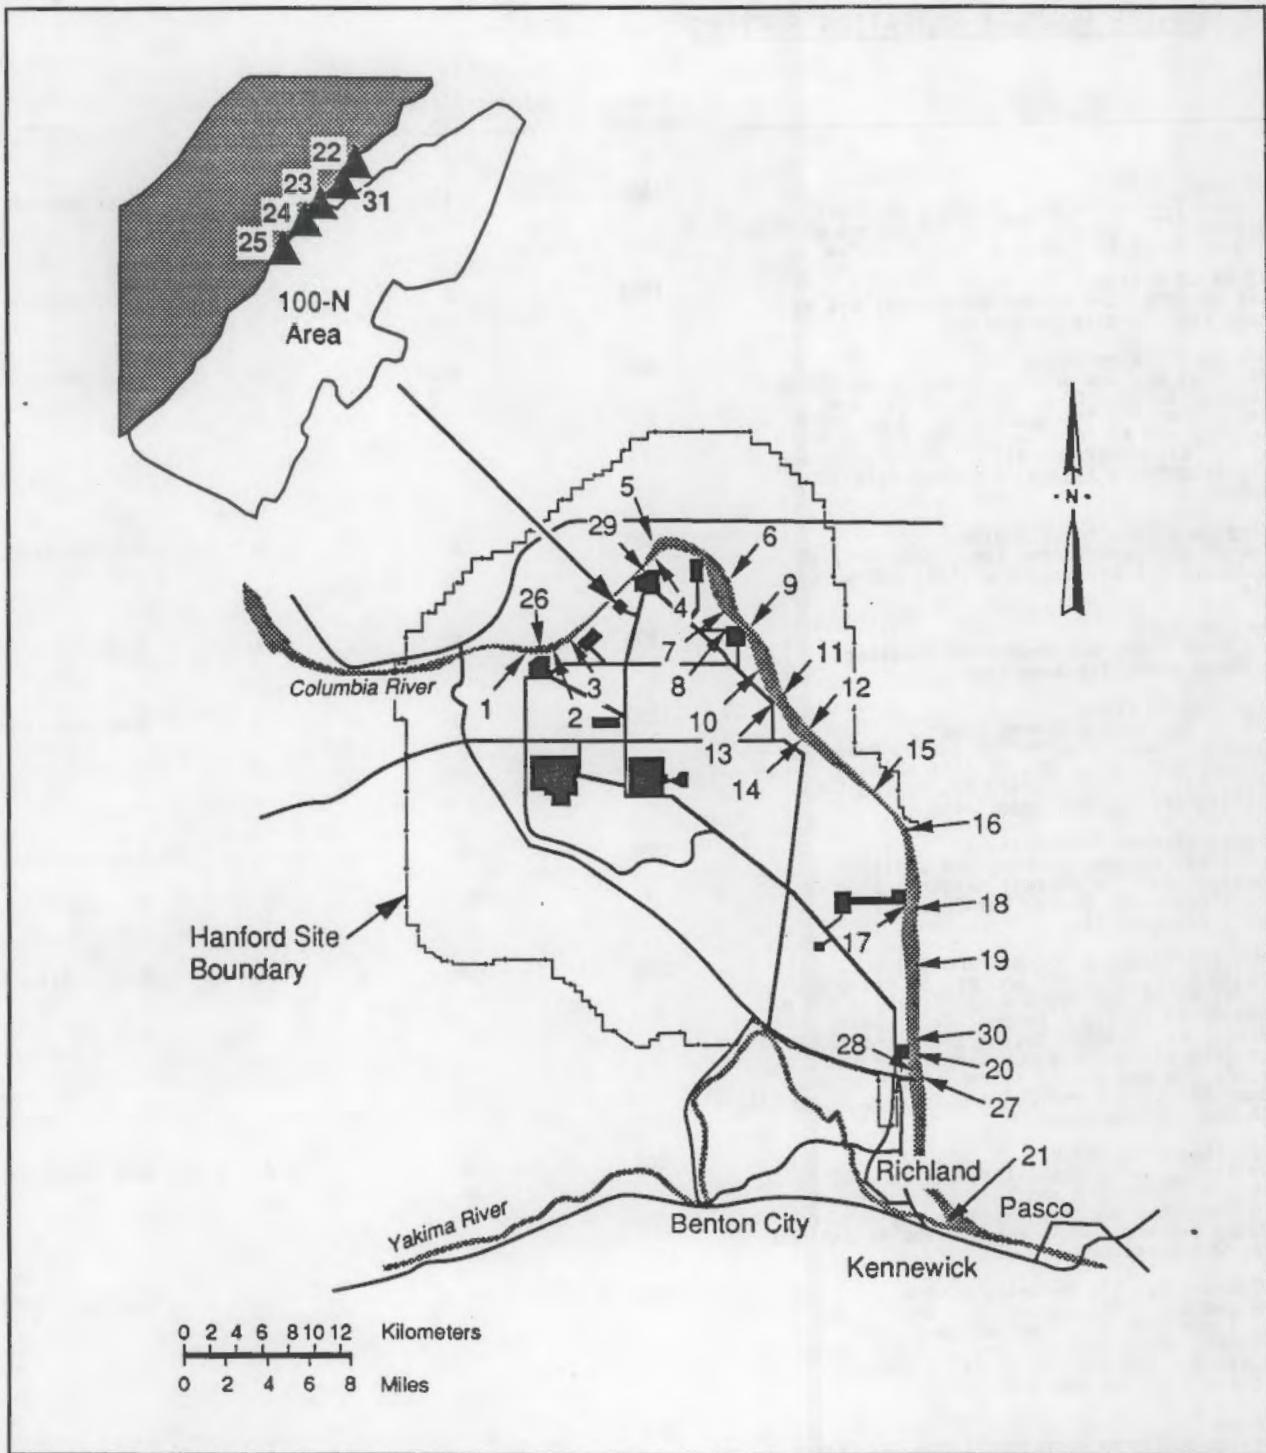 22
23
31
24
25
100-N
Area
N
5
29
6
9
26
4
7
11
8
3
12
Columbia River
1
2
10
13
15
14
16
18
17
Hanford Site
Boundary
19
30
28
20
27
21
Richland
Pasco
Yakima River
Benton City
Kennewick
0 2 4 6 8 10 12 Kilometers
0 2 4 6 8 Miles